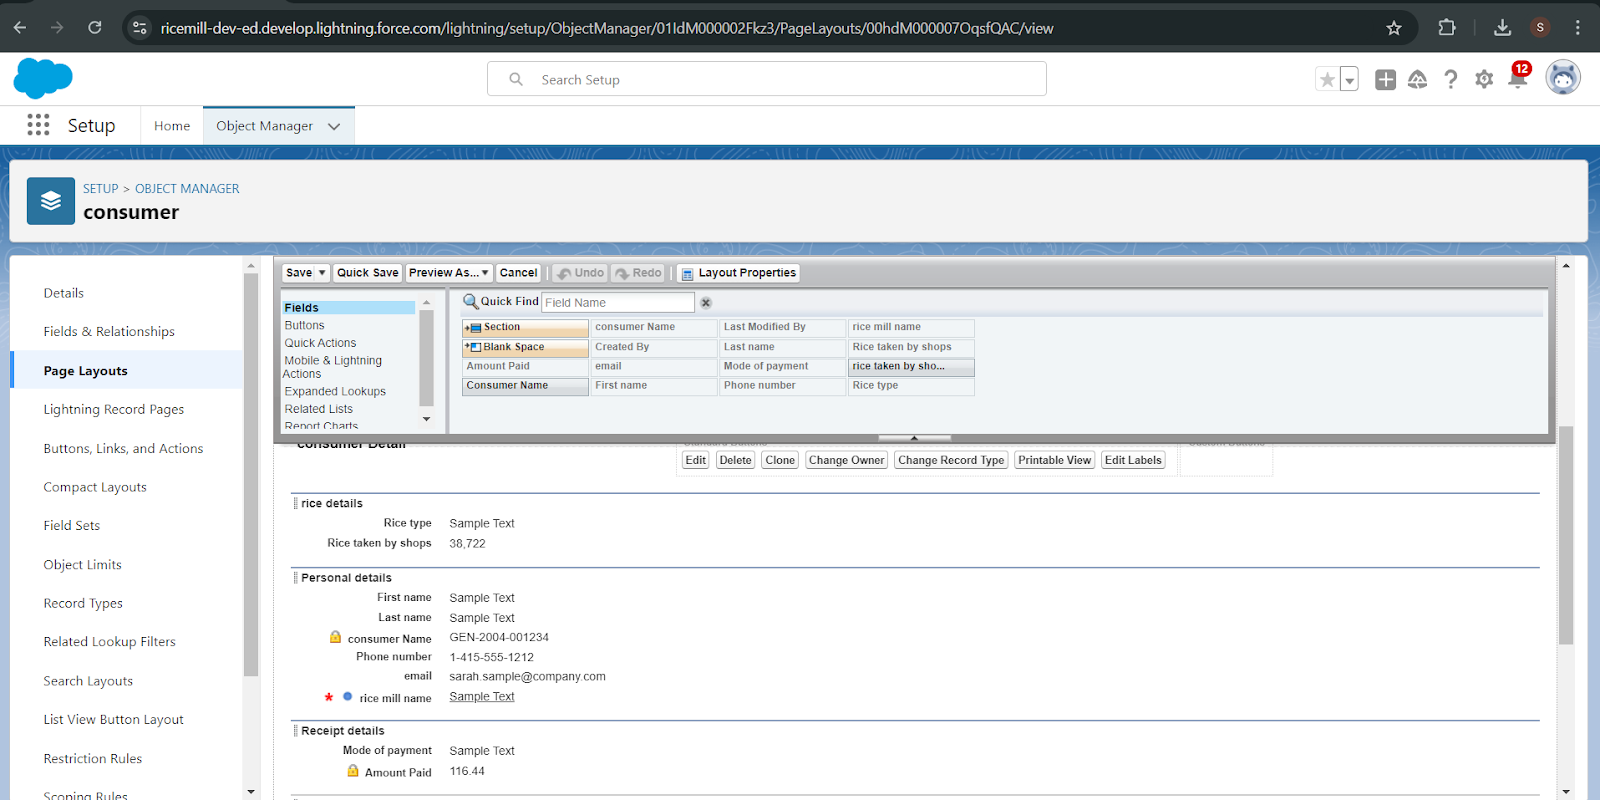 ricemill-dev-ed.develop.lightning.force.com/lightning/setup/ObjectManager/01IdM000002Fkz3/PageLayouts/00hdM000007OqsfQAC/view
S
Search Setup
12
Setup
Home
Object Manager
SETUP > OBJECT MANAGER
consumer
Details
Fields & Relationships
Page Layouts
Lightning Record Pages
Buttons, Links, and Actions
Compact Layouts
Field Sets
Object Limits
Record Types
Related Lookup Filters
Search Layouts
List View Button Layout
Restriction Rules
Scoping Rules
Save
Quick Save
Preview As...
Cancel
Undo
Redo
Layout Properties
Fields
Buttons
Quick Actions
Mobile & Lightning
Actions
Expanded Lookups
Related Lists
Report Charts
Quick Find Field Name
Section consumer Name Last Modified By rice mill name
Blank Space Created By Last name Rice taken by shops
Amount Paid email Mode of payment rice taken by sho...
Consumer Name First name Phone number Rice type
consumer Detail
Standard Buttons
Custom Buttons
Edit Delete Clone Change Owner Change Record Type Printable View Edit Labels
rice details
Rice type Sample Text
Rice taken by shops 38,722
Personal details
First name Sample Text
Last name Sample Text
consumer Name GEN-2004-001234
Phone number 1-415-555-1212
email sarah.sample@company.com
* rice mill name Sample Text
Receipt details
Mode of payment Sample Text
Amount Paid 116.44